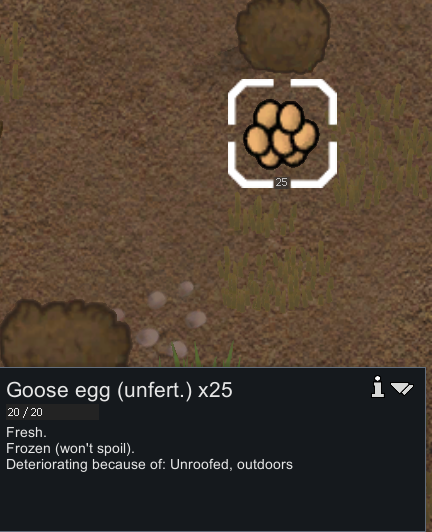 25
Goose egg (unfert.) x25
20 / 20
Fresh.
Frozen (won't spoil).
Deteriorating because of: Unroofed, outdoors